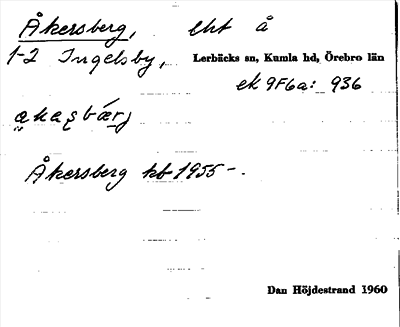 Åkersberg, lht å
1-2 Ingelsby, Lerbäcks sn, Kumla hd, Örebro län
ek 9F6a: 936
Åkersberg kb 1955-.
Dan Höjdestrand 1960